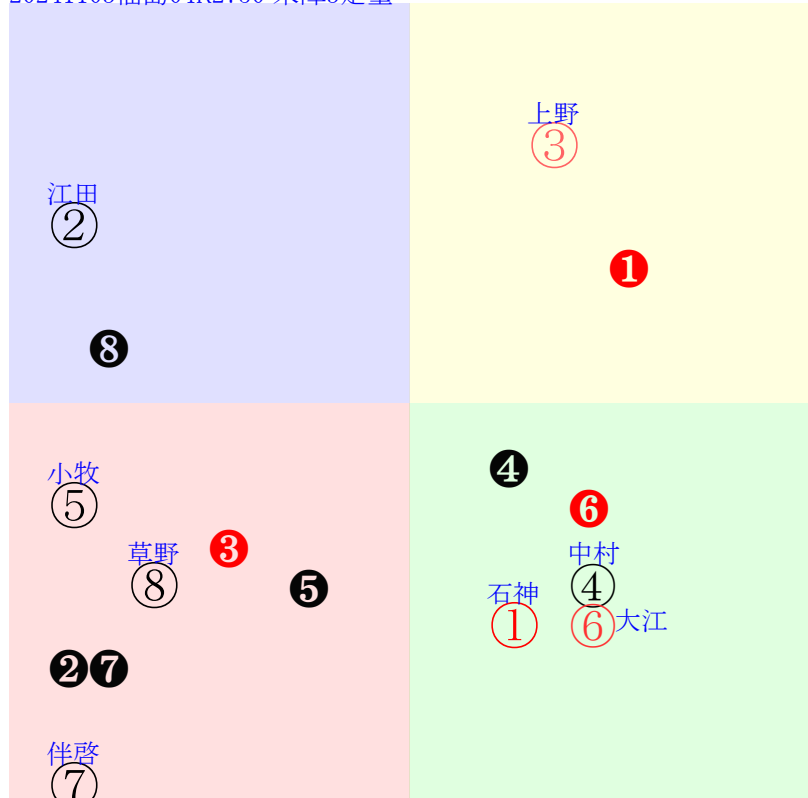 上野
③
江田
②
❶
❽
小牧
⑤
❹
❻
草野
⑧
❸
❺
中村
④
石神
①
⑥大江
❷❼
伴啓
⑦